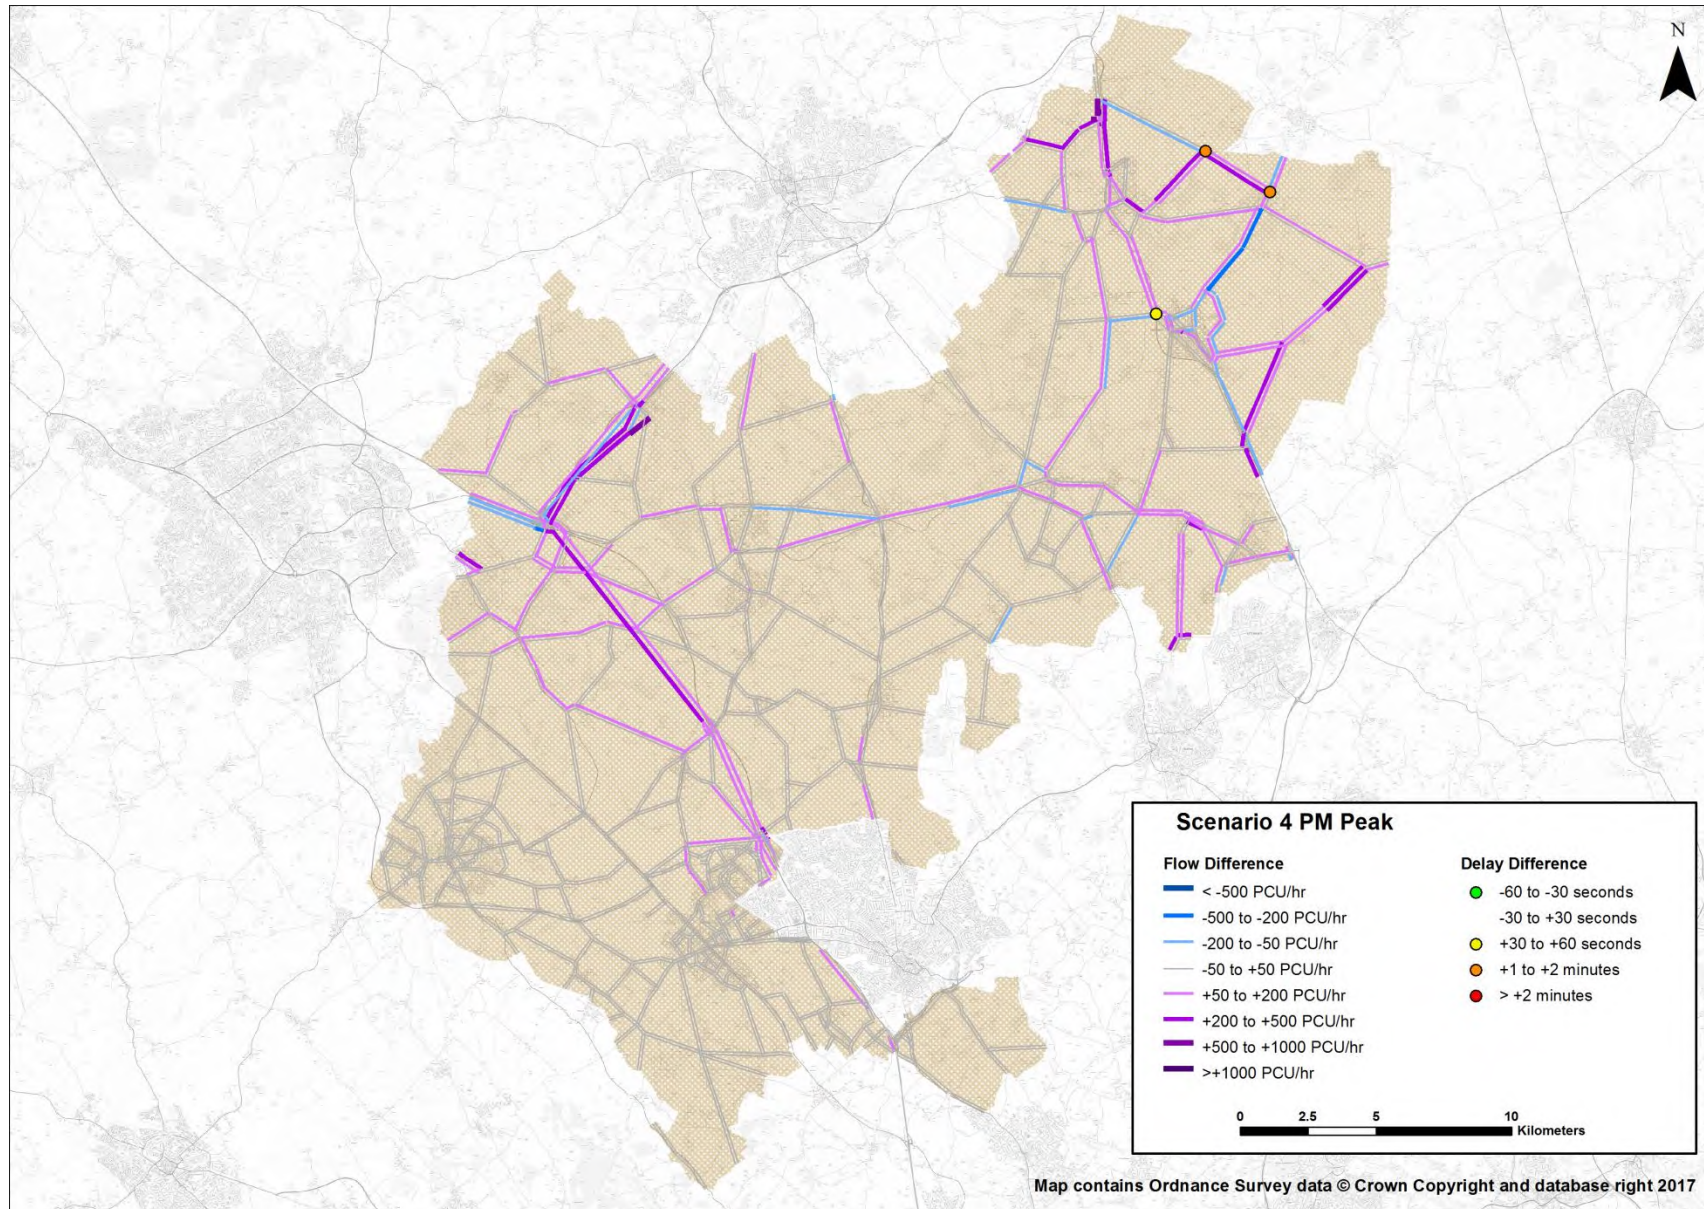 N
Scenario 4 PM Peak
Flow Difference
< -500 PCU/hr
-500 to -200 PCU/hr
-200 to -50 PCU/hr
-50 to +50 PCU/hr
+50 to +200 PCU/hr
+200 to +500 PCU/hr
+500 to +1000 PCU/hr
>+1000 PCU/hr
Delay Difference
-60 to -30 seconds
-30 to +30 seconds
+30 to +60 seconds
+1 to +2 minutes
> +2 minutes
0 2.5 5 10
Kilometers
Map contains Ordnance Survey data © Crown Copyright and database right 2017